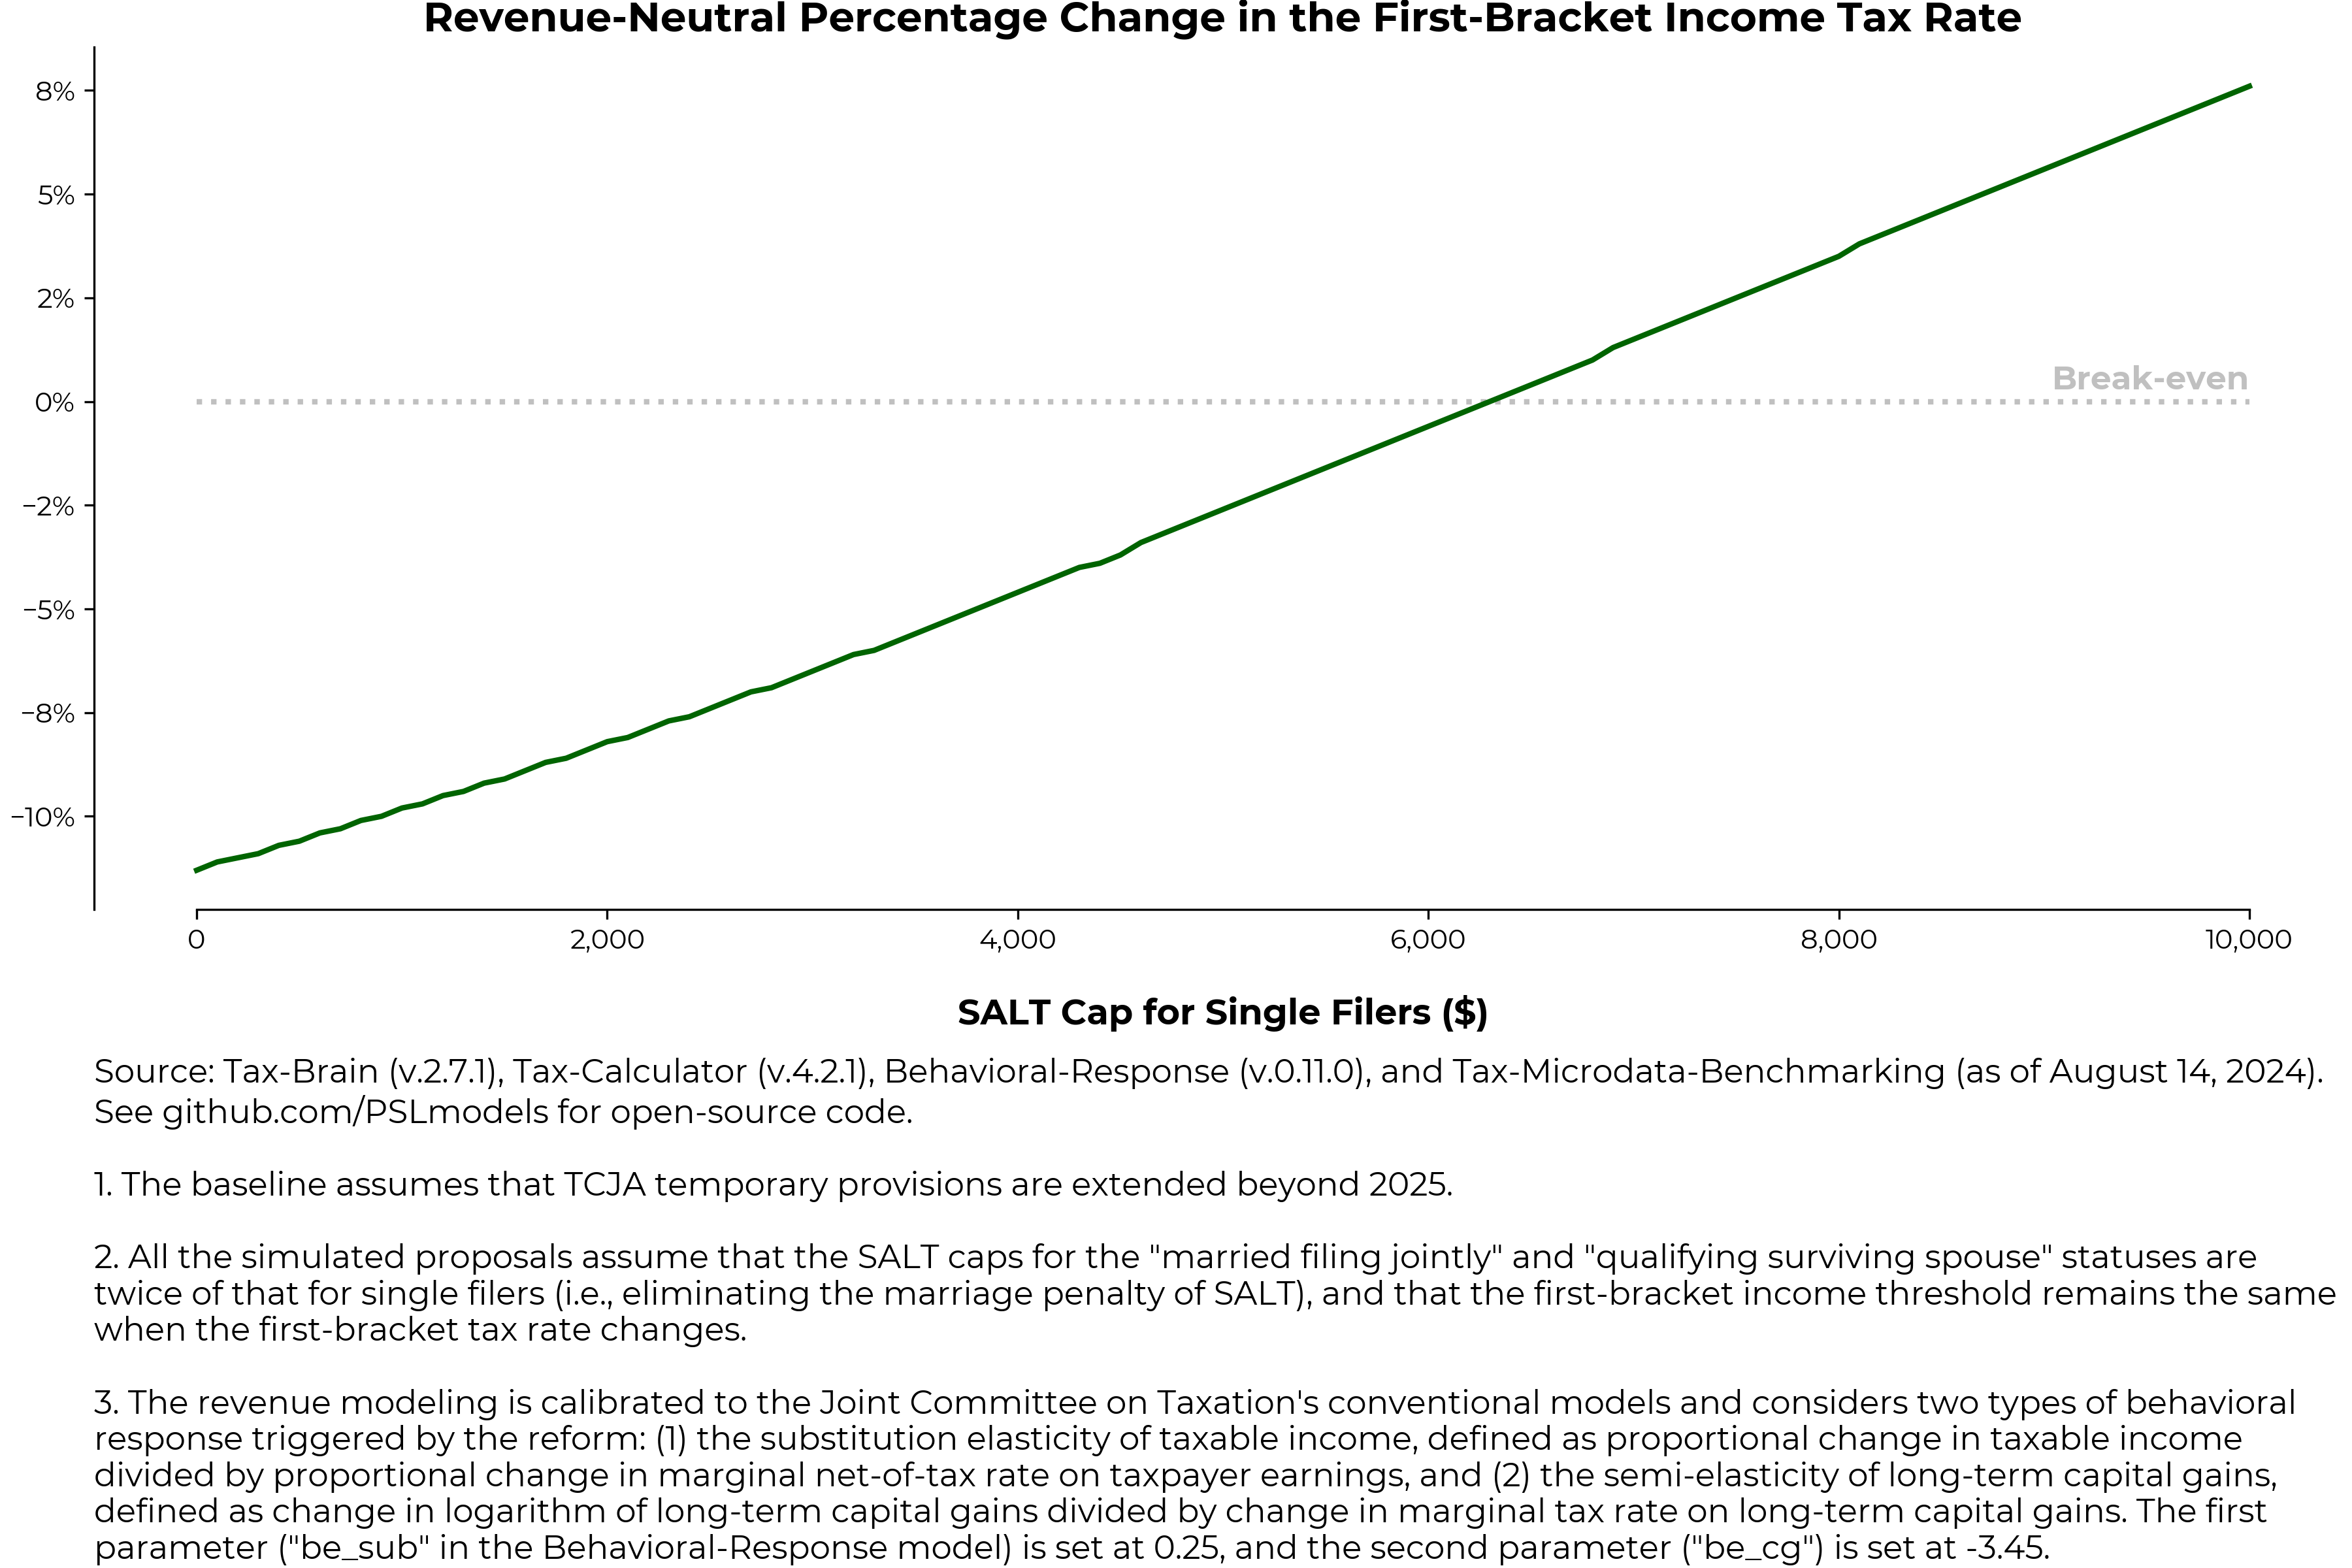 Revenue-Neutral Percentage Change in the First-Bracket Income Tax Rate
8%
5%
2%
0%
−2%
−5%
−8%
−10%
Break-even
0
2,000
4,000
6,000
8,000
10,000
SALT Cap for Single Filers ($)
Source: Tax-Brain (v.2.7.1), Tax-Calculator (v.4.2.1), Behavioral-Response (v.0.11.0), and Tax-Microdata-Benchmarking (as of August 14, 2024).
See github.com/PSLmodels for open-source code.
1. The baseline assumes that TCJA temporary provisions are extended beyond 2025.
2. All the simulated proposals assume that the SALT caps for the "married filing jointly" and "qualifying surviving spouse" statuses are
twice of that for single filers (i.e., eliminating the marriage penalty of SALT), and that the first-bracket income threshold remains the same
when the first-bracket tax rate changes.
3. The revenue modeling is calibrated to the Joint Committee on Taxation's conventional models and considers two types of behavioral
response triggered by the reform: (1) the substitution elasticity of taxable income, defined as proportional change in taxable income
divided by proportional change in marginal net-of-tax rate on taxpayer earnings, and (2) the semi-elasticity of long-term capital gains,
defined as change in logarithm of long-term capital gains divided by change in marginal tax rate on long-term capital gains. The first
parameter ("be_sub" in the Behavioral-Response model) is set at 0.25, and the second parameter ("be_cg") is set at -3.45.